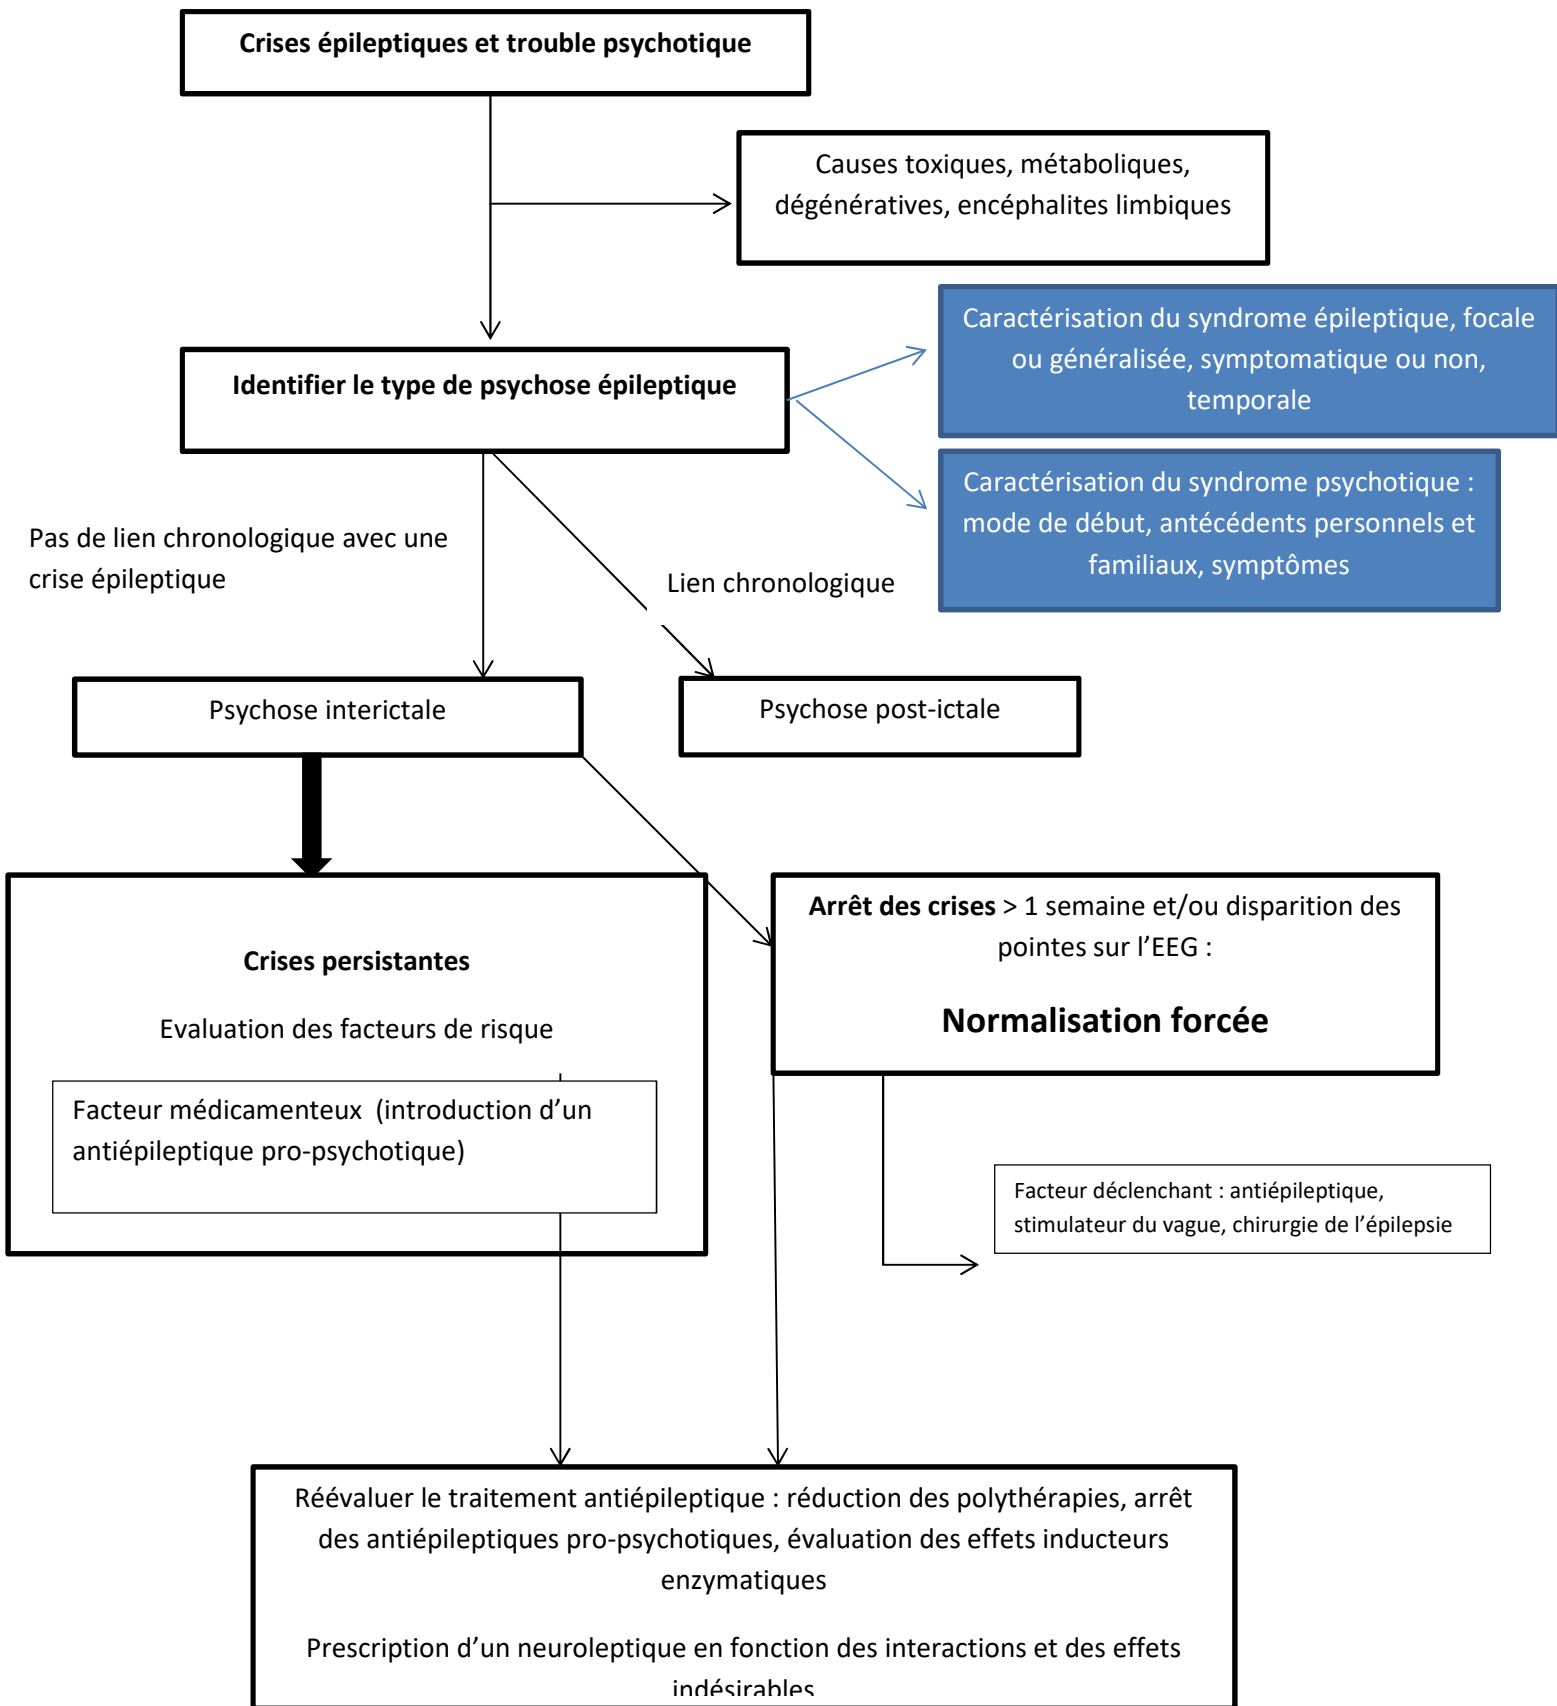 Crises épileptiques et trouble psychotique
Causes toxiques, métaboliques,
dégénératives, encéphalites limbiques
Caractérisation du syndrome épileptique, focale
ou généralisée, symptomatique ou non,
temporale
Identifier le type de psychose épileptique
Caractérisation du syndrome psychotique :
mode de début, antécédents personnels et
familiaux, symptômes
Pas de lien chronologique avec une
crise épileptique
Lien chronologique
Psychose interictale
Psychose post-ictale
Crises persistantes
Evaluation des facteurs de risque
Facteur médicamenteux  (introduction d’un
antiépileptique pro-psychotique)
Arrêt des crises > 1 semaine et/ou disparition des
pointes sur l’EEG :
Normalisation forcée
Facteur déclenchant : antiépileptique,
stimulateur du vague, chirurgie de l’épilepsie
Réévaluer le traitement antiépileptique : réduction des polythérapies, arrêt
des antiépileptiques pro-psychotiques, évaluation des effets inducteurs
enzymatiques
Prescription d’un neuroleptique en fonction des interactions et des effets
indésirables